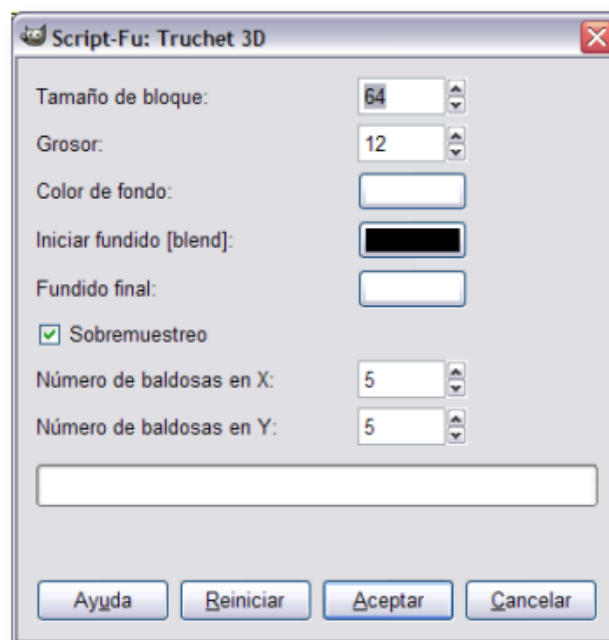 Script-Fu: Truchet 3D
Tamaño de bloque: 64
Grosor: 12
Color de fondo:
Iniciar fundido [blend]:
Fundido final:
Sobremuestreo
Número de baldosas en X: 5
Número de baldosas en Y: 5
Ayuda Reiniciar Aceptar Cancelar